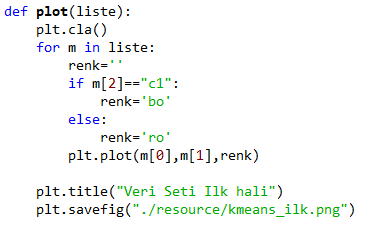 def plot(liste):
    plt.cla()
    for m in liste:
        renk=''
        if m[2]=="c1":
            renk='bo'
        else:
            renk='ro'
        plt.plot(m[0],m[1],renk)

    plt.title("Veri Seti Ilk hali")
    plt.savefig("./resource/kmeans_ilk.png")